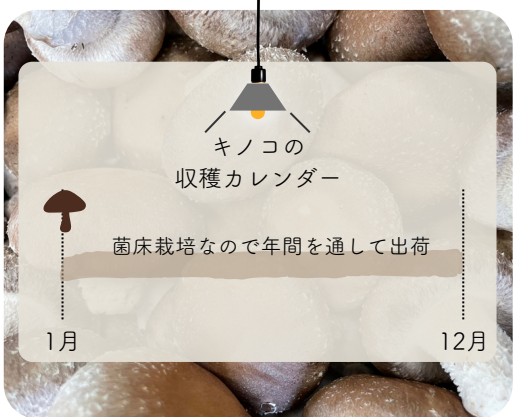 キノコの
収穫カレンダー
菌床栽培なので年間を通して出荷
1月
12月